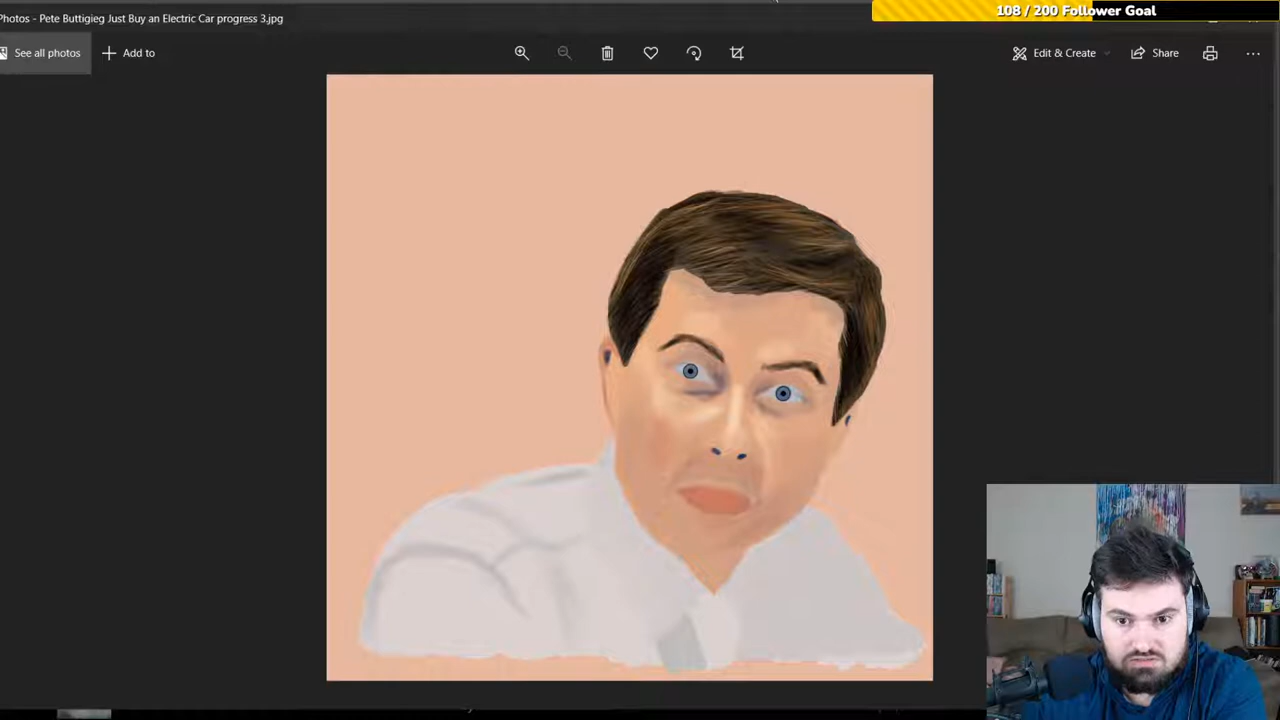 Photos - Pete Buttigieg Just Buy an Electric Car progress 3.jpg
108 / 200 Follower Goal
See all photos
Add to
Edit & Create
Share